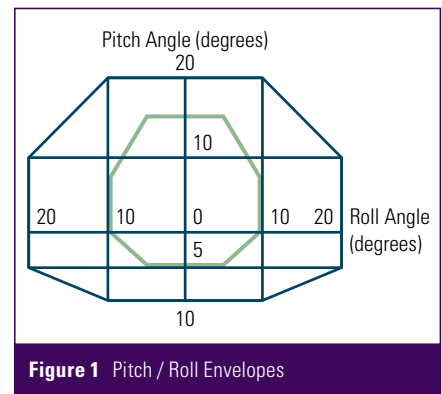 Pitch Angle (degrees)
20
10
20 10 0 10 20 Roll Angle
(degrees)
5
10
Figure 1 Pitch / Roll Envelopes